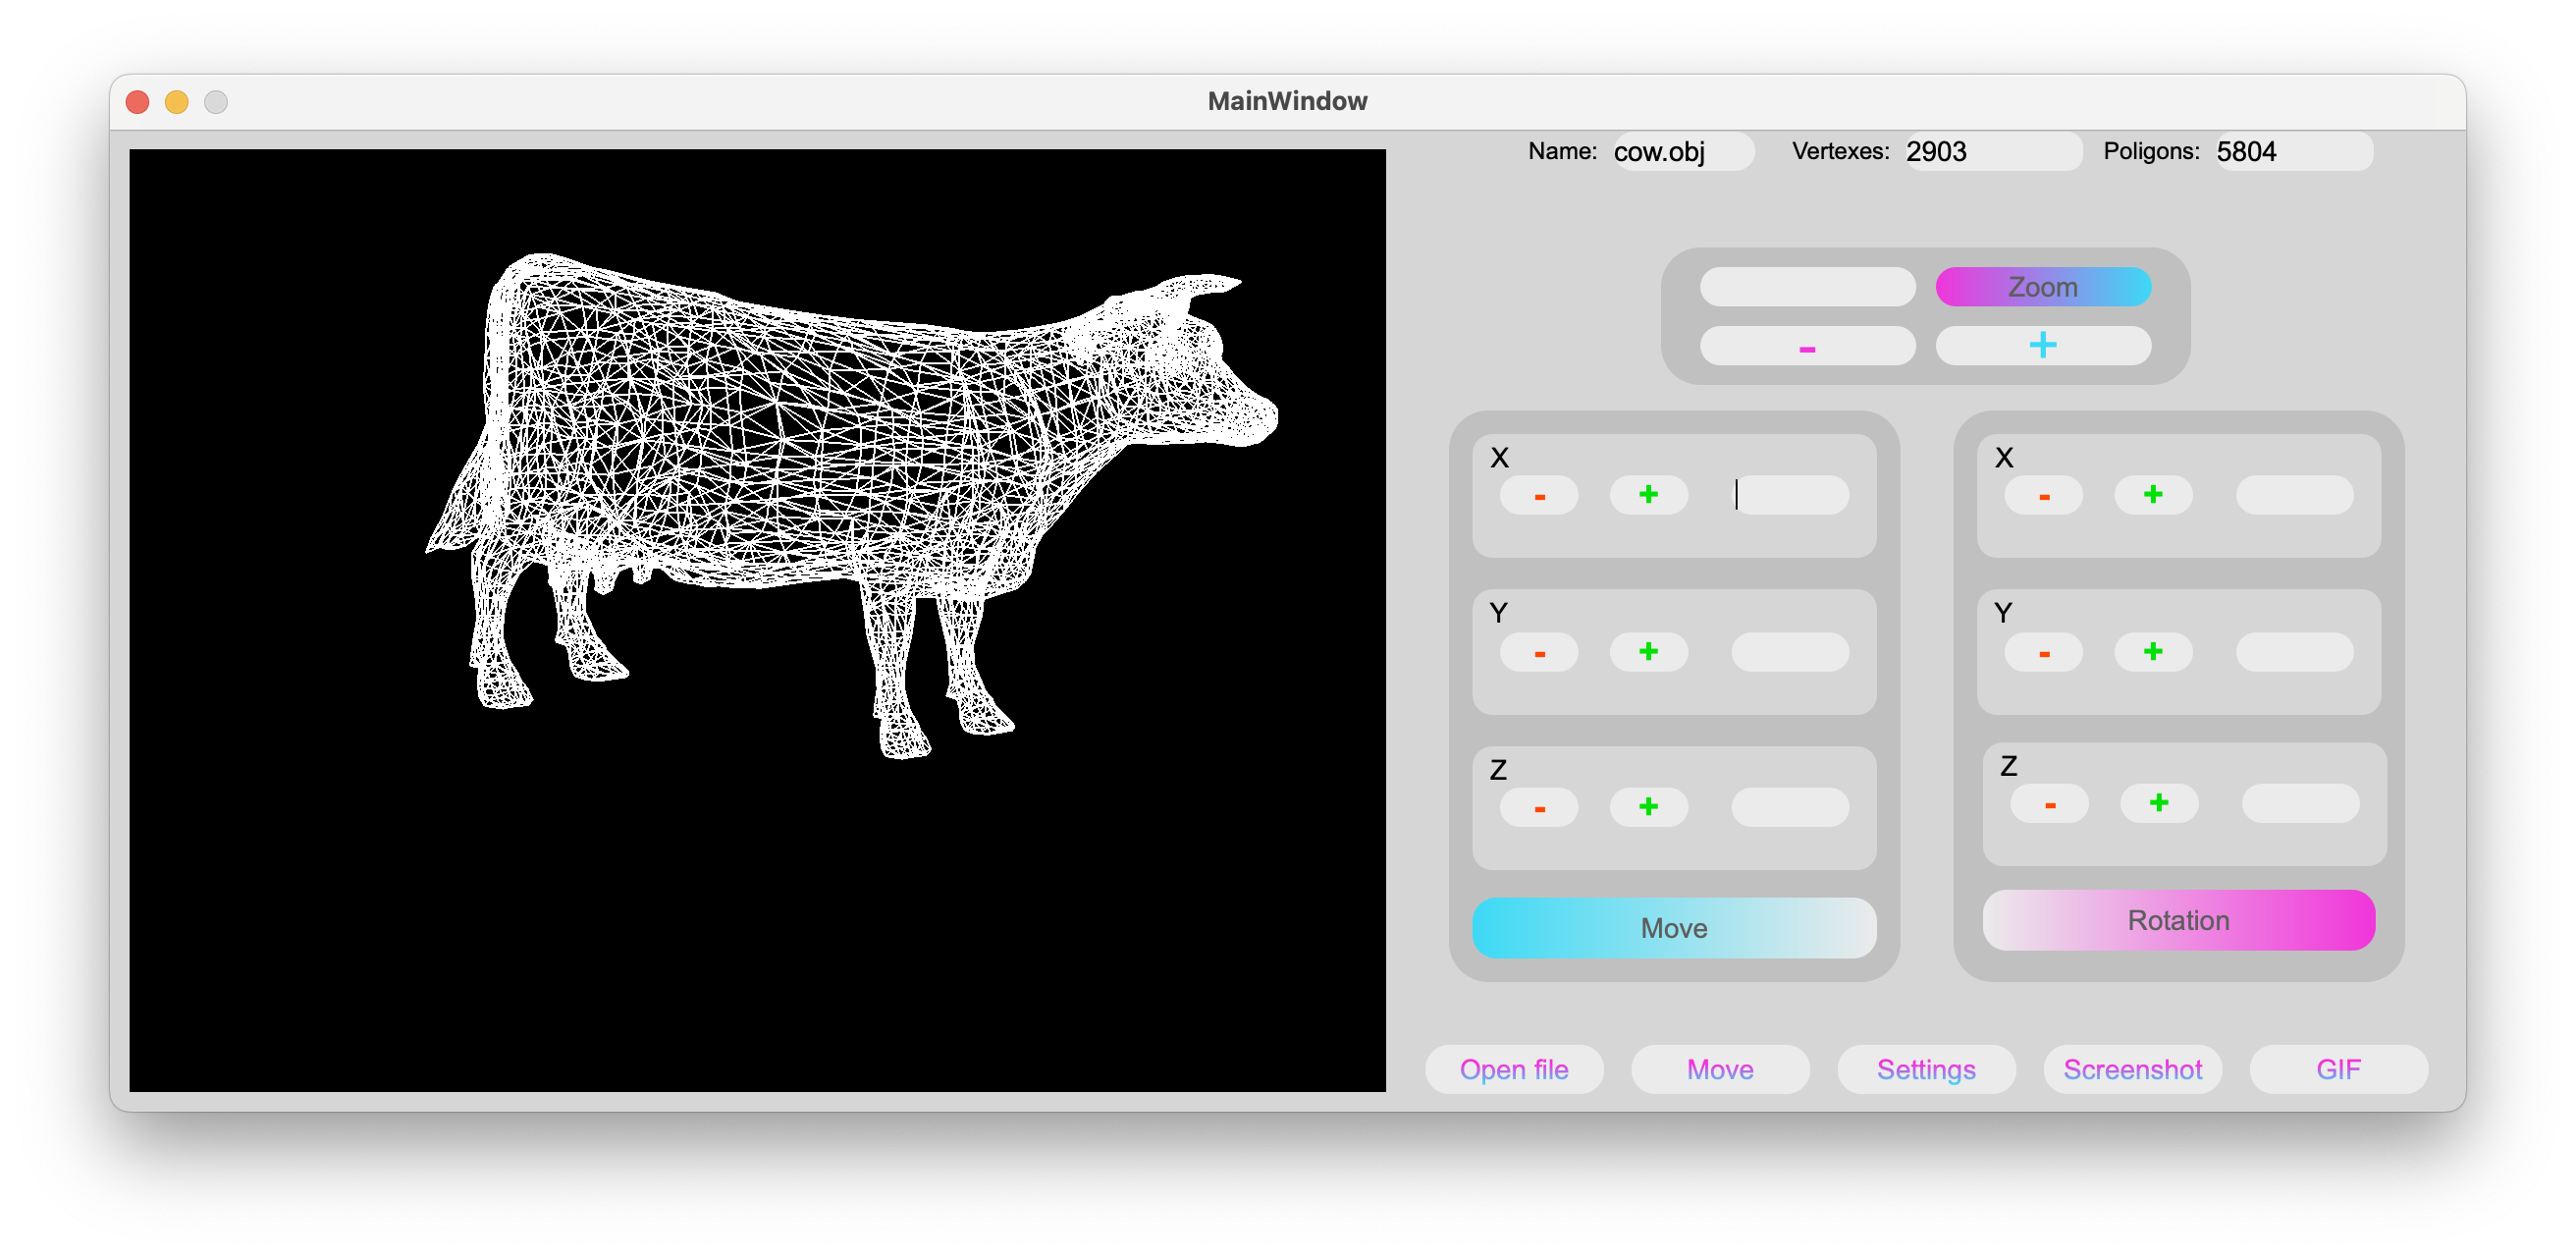 MainWindow
Name: cow.obj Vertexes: 2903 Poligons: 5804
Zoom
- +
X
- +
Y
- +
Z
- +
Move
X
- +
Y
- +
Z
- +
Rotation
Open file Move Settings Screenshot GIF